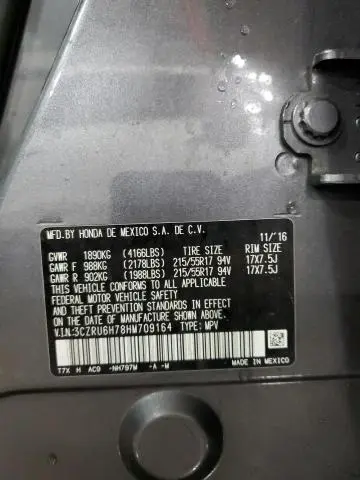 MFD.BY HONDA DE MEXICO S.A. DE C.V.
11/'16
GVWR 1890KG (4166LBS) TIRE SIZE RIM SIZE
GAWR F 988KG (2178LBS) 215/55R17 94V 17X7.5J
GAWR R 902KG (1988LBS) 215/55R17 94V 17X7.5J
THIS VEHICLE CONFORMS TO ALL APPLICABLE
FEDERAL MOTOR VEHICLE SAFETY AND THEFT
PREVENTION STANDARDS IN EFFECT ON THE DATE
OF MANUFACTURE SHOWN ABOVE.
V.I.N:3CZRU6H78HM709164 TYPE: MPV
T7X H AC9 -NH797M -A -M
MADE IN MEXICO